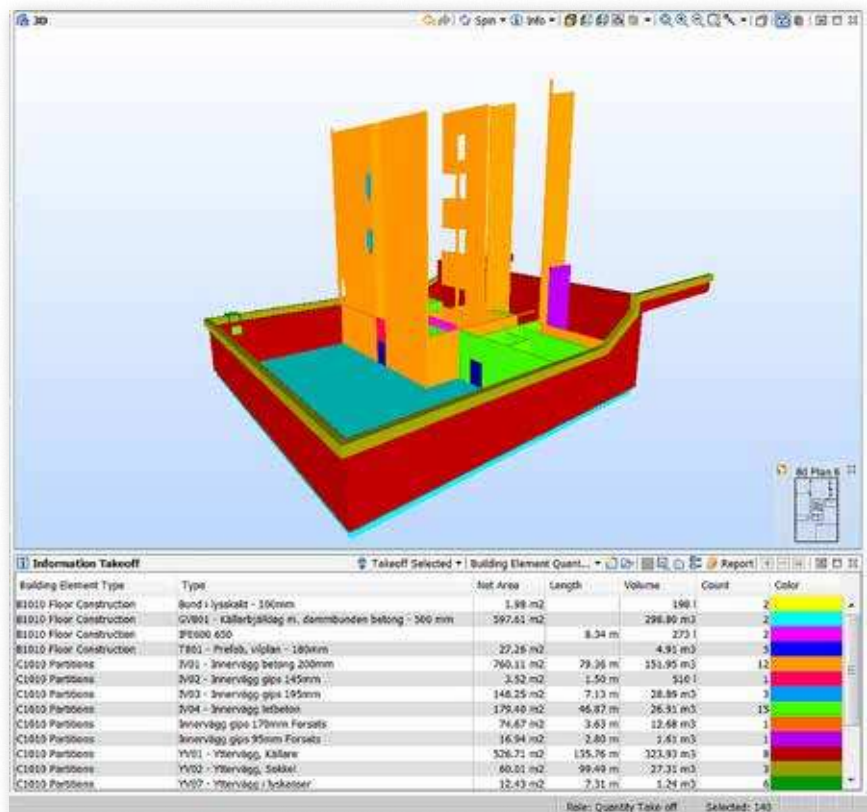 3D Spin Info
8d Plan 6
Information Takeoff Takeoff Selected Building Element Quant... Report
Building Element Type Type Net Area Length Volume Count Color
B1010 Floor Construction Bund i lysskakt - 100mm 1.98 m2 198 l 2
B1010 Floor Construction GVB01 - Källarbjälklag m. dammbunden betong - 500 mm 597.61 m2 298.80 m3 2
B1010 Floor Construction IPE600 650 8.34 m 273 l 2
B1010 Floor Construction TB01 - Prefab, vilplan - 180mm 27.26 m2 4.91 m3 5
C1010 Partitions IV01 - Innervägg betong 200mm 760.11 m2 79.36 m 151.95 m3 12
C1010 Partitions IV02 - Innervägg gips 145mm 3.52 m2 1.50 m 510 l 1
C1010 Partitions IV03 - Innervägg gips 195mm 148.25 m2 7.13 m 28.89 m3 3
C1010 Partitions IV04 - Innervägg letbeton 179.40 m2 46.87 m 26.91 m3 15
C1010 Partitions Innervägg gips 170mm Forsats 74.67 m2 3.63 m 12.68 m3 1
C1010 Partitions Innervägg gips 95mm Forsats 16.94 m2 2.80 m 1.61 m3 1
C1010 Partitions YV01 - Yttervägg, Källare 526.71 m2 135.76 m 323.93 m3 8
C1010 Partitions YV02 - Yttervägg, Sokkel 60.01 m2 99.49 m 27.31 m3 3
C1010 Partitions YV07 - Yttervägg i lyskasser 12.43 m2 7.31 m 1.24 m3 6
Role: Quantity Take off Selected: 140